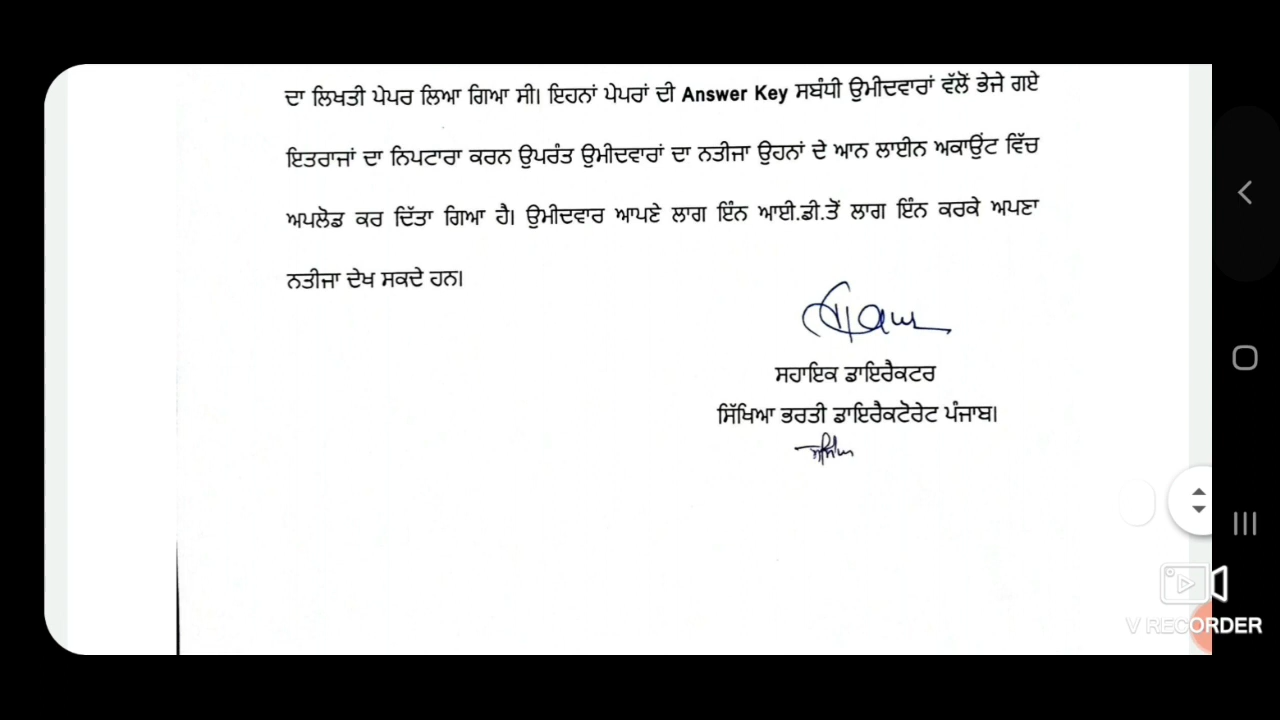 ਦਾ ਲਿਖਤੀ ਪੇਪਰ ਲਿਆ ਗਿਆ ਸੀ। ਇਹਨਾਂ ਪੇਪਰਾਂ ਦੀ Answer Key ਸਬੰਧੀ ਉਮੀਦਵਾਰਾਂ ਵੱਲੋਂ ਭੇਜੇ ਗਏ
ਇਤਰਾਜਾਂ ਦਾ ਨਿਪਟਾਰਾ ਕਰਨ ਉਪਰੰਤ ਉਮੀਦਵਾਰਾਂ ਦਾ ਨਤੀਜਾ ਉਹਨਾਂ ਦੇ ਆਨ ਲਾਈਨ ਅਕਾਉਂਟ ਵਿੱਚ
ਅਪਲੋਡ ਕਰ ਦਿੱਤਾ ਗਿਆ ਹੈ। ਉਮੀਦਵਾਰ ਆਪਣੇ ਲਾਗ ਇੰਨ ਆਈ.ਡੀ.ਤੋਂ ਲਾਗ ਇੰਨ ਕਰਕੇ ਅਪਣਾ
ਨਤੀਜਾ ਦੇਖ ਸਕਦੇ ਹਨ।
ਸਹਾਇਕ ਡਾਇਰੈਕਟਰ
ਸਿੱਖਿਆ ਭਰਤੀ ਡਾਇਰੈਕਟੋਰੇਟ ਪੰਜਾਬ।
V RECORDER